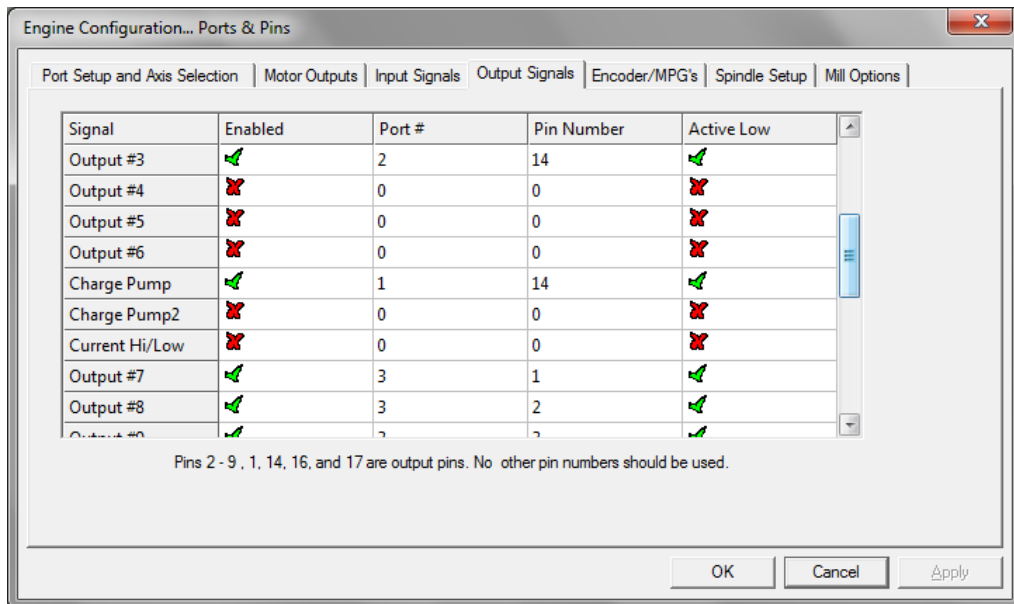 Engine Configuration... Ports & Pins
Port Setup and Axis Selection Motor Outputs Input Signals Output Signals Encoder/MPG's Spindle Setup Mill Options
Signal Enabled Port # Pin Number Active Low
Output #3 2 14
Output #4 0 0
Output #5 0 0
Output #6 0 0
Charge Pump 1 14
Charge Pump2 0 0
Current Hi/Low 0 0
Output #7 3 1
Output #8 3 2
Pins 2 - 9 , 1, 14, 16, and 17 are output pins. No other pin numbers should be used.
OK Cancel Apply